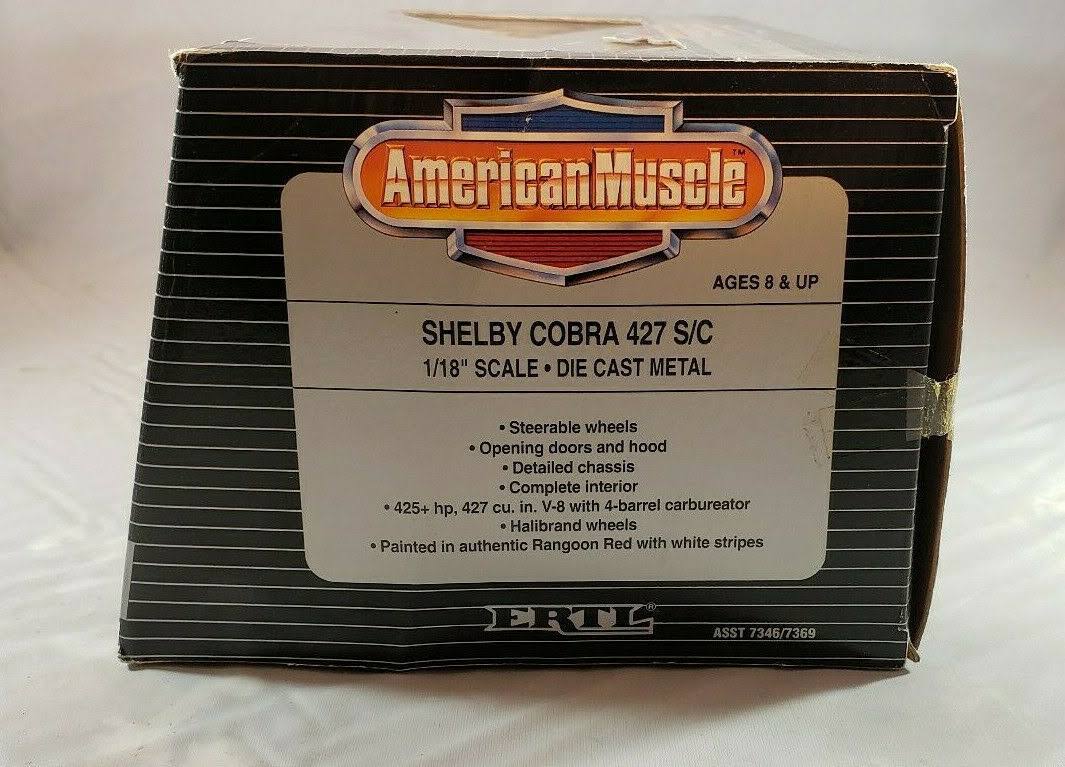 American Muscle™
AGES 8 & UP
SHELBY COBRA 427 S/C
1/18" SCALE • DIE CAST METAL
• Steerable wheels
• Opening doors and hood
• Detailed chassis
• Complete interior
• 425+ hp, 427 cu. in. V-8 with 4-barrel carbureator
• Halibrand wheels
• Painted in authentic Rangoon Red with white stripes
ERTL®
ASST 7346/7369